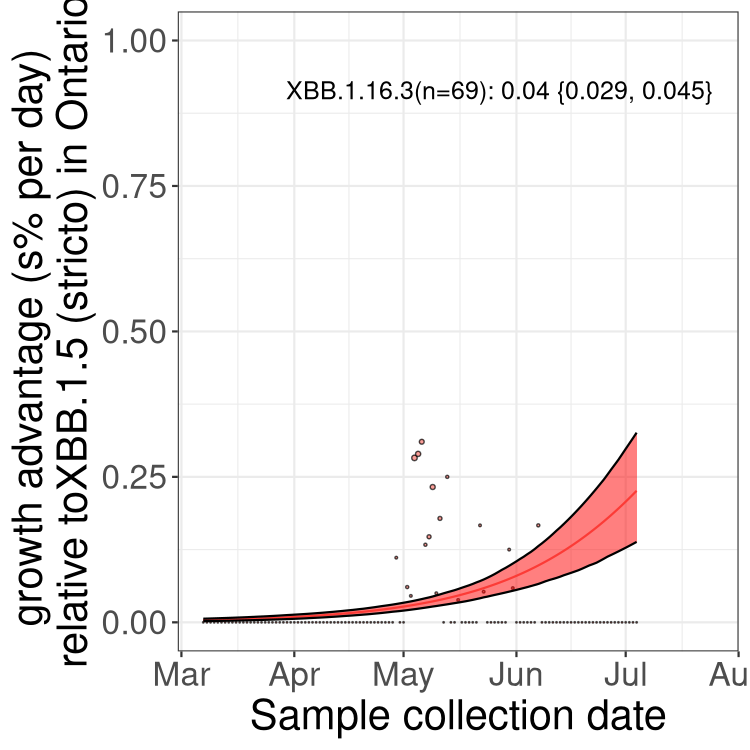 growth advantage (s% per day)
relative toXBB.1.5 (stricto) in Ontario
1.00
0.75
0.50
0.25
0.00
XBB.1.16.3(n=69): 0.04 {0.029, 0.045}
Mar Apr May Jun Jul Au
Sample collection date